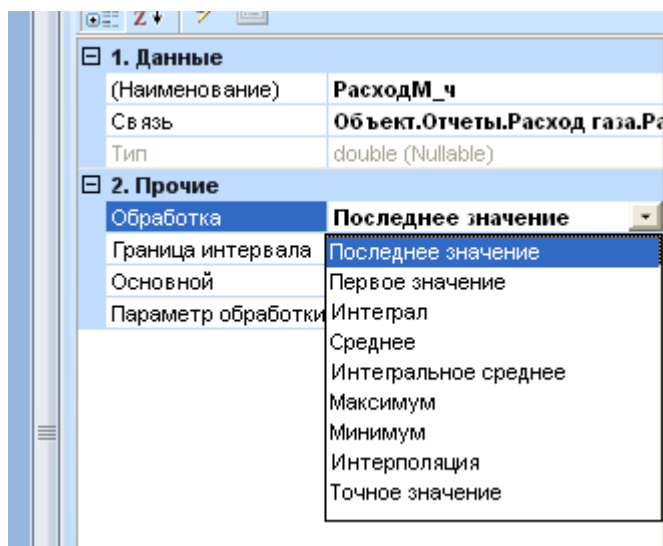 1. Данные
(Наименование) РасходМ_ч
Связь Объект.Отчеты.Расход газа.Ра
Тип double (Nullable)
2. Прочие
Обработка Последнее значение
Граница интервала Последнее значение
Основной Первое значение
Параметр обработки Интеграл
Среднее
Интегральное среднее
Максимум
Минимум
Интерполяция
Точное значение